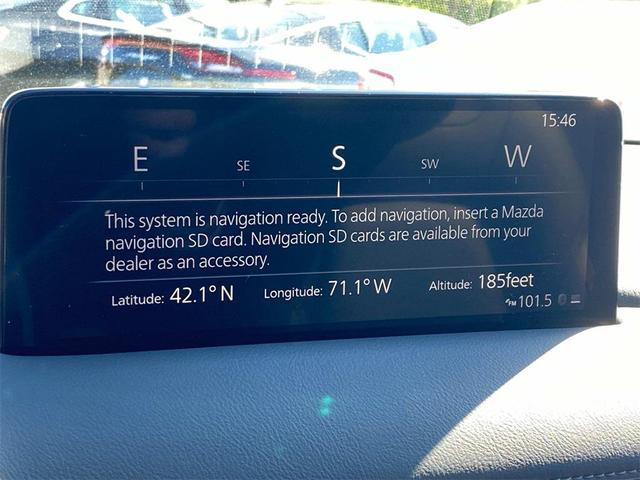 15:46
E SE S SW W
This system is navigation ready. To add navigation, insert a Mazda
navigation SD card. Navigation SD cards are available from your
dealer as an accessory.
Latitude: 42.1° N Longitude: 71.1° W Altitude: 185feet
FM 101.5